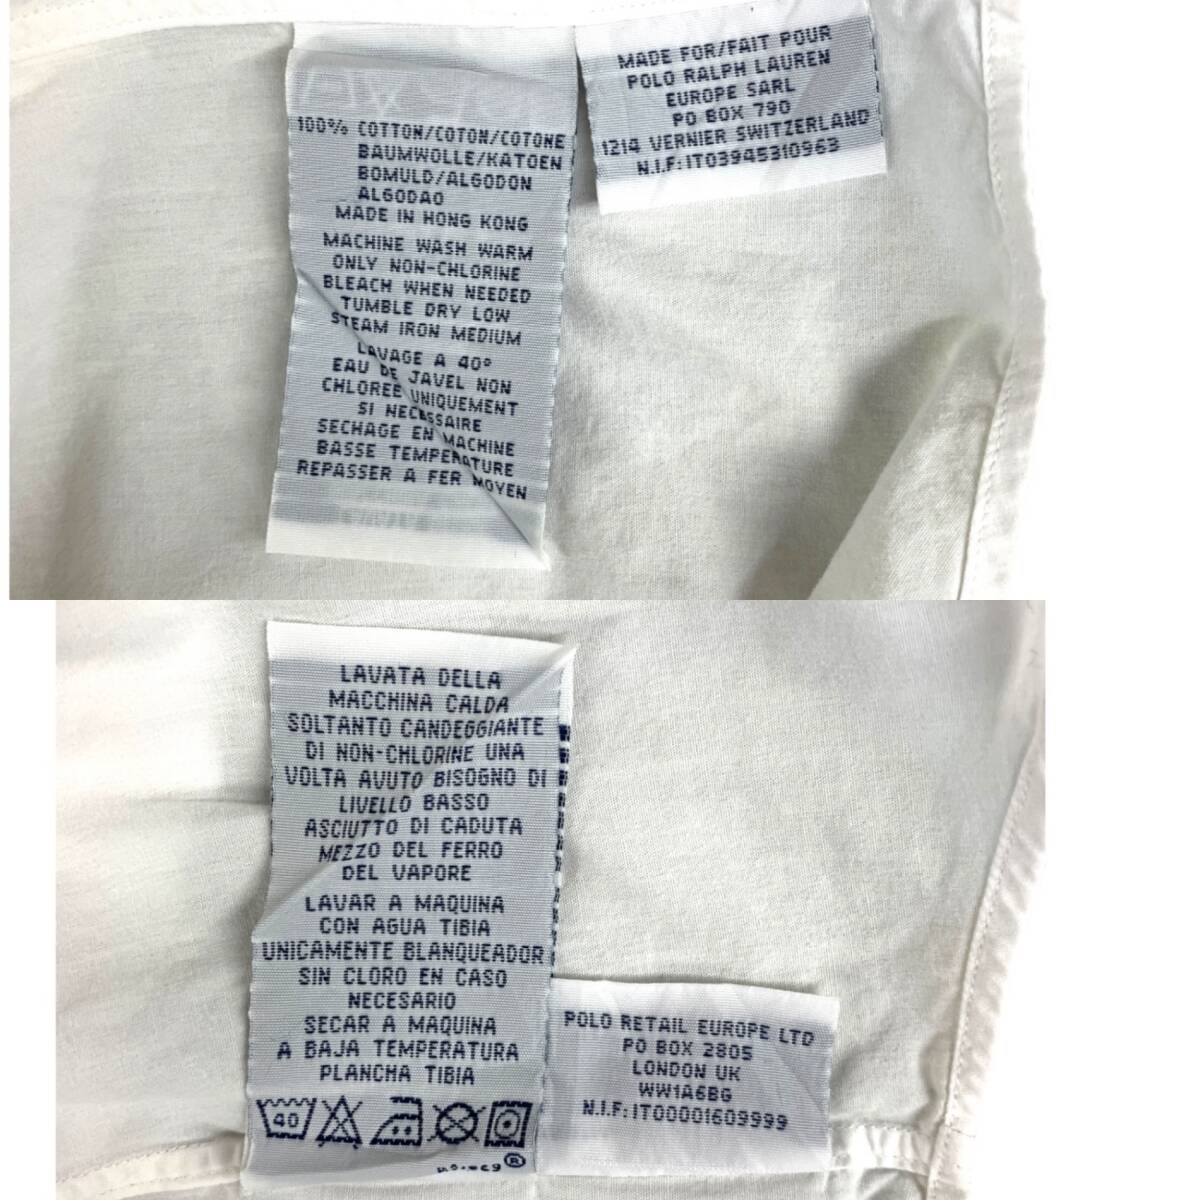 100% COTTON/COTON/COTONE
BAUMWOLLE/KATOEN
BOMULD/ALGODON
ALGODAO
MADE IN HONG KONG
MACHINE WASH WARM
ONLY NON-CHLORINE
BLEACH WHEN NEEDED
TUMBLE DRY LOW
STEAM IRON MEDIUM
LAVAGE A 40°
EAU DE JAVEL NON
CHLOREE UNIQUEMENT
SI NECESSAIRE
SECHAGE EN MACHINE
BASSE TEMPERATURE
REPASSER A FER MOYEN
MADE FOR/FAIT POUR
POLO RALPH LAUREN
EUROPE SARL
PO BOX 790
1214 VERNIER SWITZERLAND
N.I.F:IT03945310963
LAVATA DELLA
MACCHINA CALDA
SOLTANTO CANDEGGIANTE
DI NON-CHLORINE UNA
VOLTA AVUTO BISOGNO DI
LIVELLO BASSO
ASCIUTTO DI CADUTA
MEZZO DEL FERRO
DEL VAPORE
LAVAR A MAQUINA
CON AGUA TIBIA
UNICAMENTE BLANQUEADOR
SIN CLORO EN CASO
NECESARIO
SECAR A MAQUINA
A BAJA TEMPERATURA
PLANCHA TIBIA
40
®
POLO RETAIL EUROPE LTD
PO BOX 2805
LONDON UK
WW1A6BG
N.I.F:IT00001609999